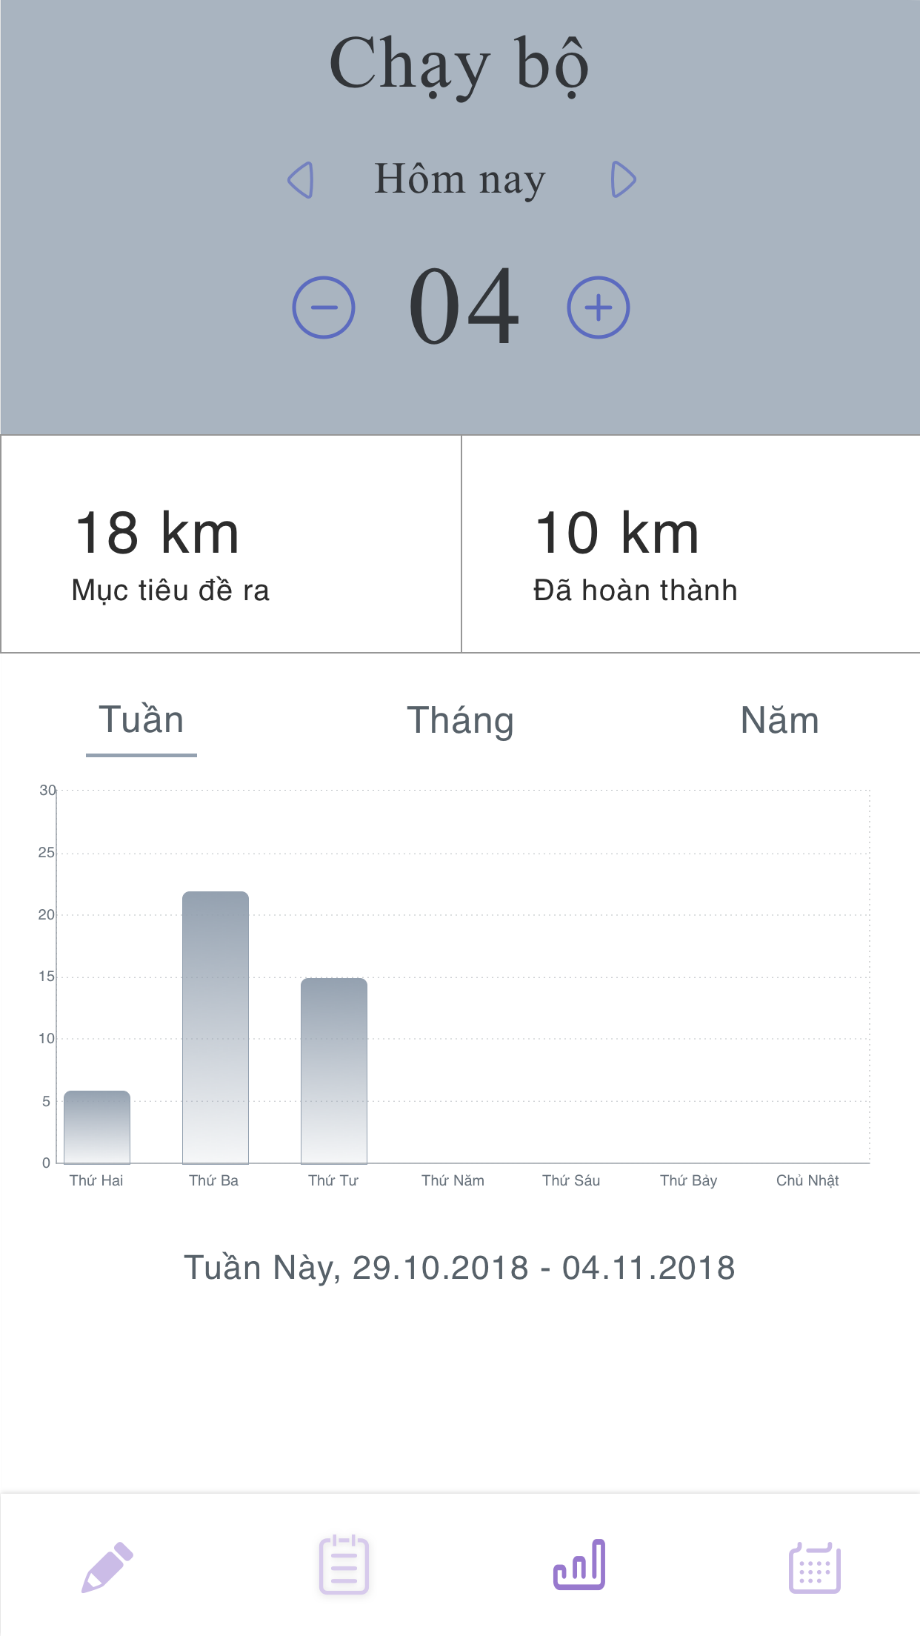 Chạy bộ
Hôm nay
04
18 km
Mục tiêu đề ra
10 km
Đã hoàn thành
Tuần Tháng Năm
30
25
20
15
10
5
0
Thứ Hai Thứ Ba Thứ Tư Thứ Năm Thứ Sáu Thứ Bảy Chủ Nhật
Tuần Này, 29.10.2018 - 04.11.2018